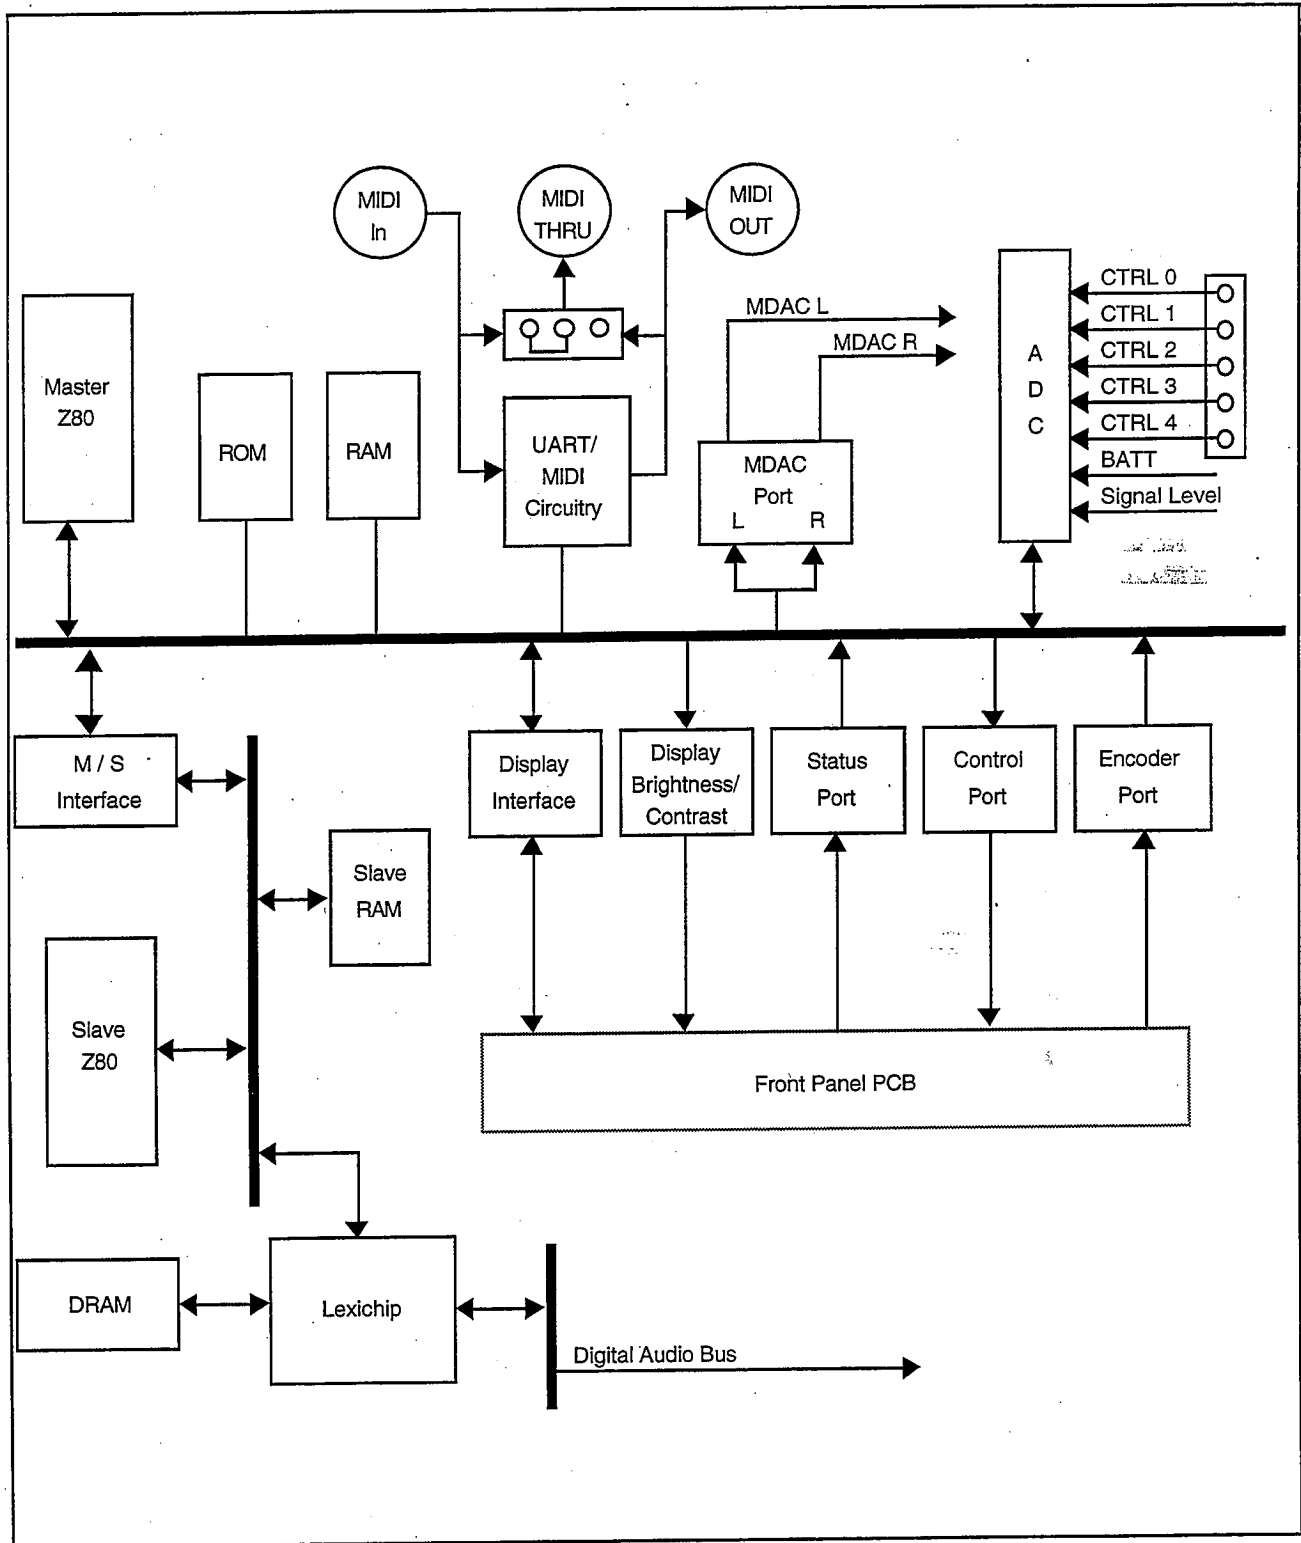 MIDI
In
MIDI
THRU
MIDI
OUT
Master
Z80
ROM
RAM
UART/
MIDI
Circuitry
MDAC L
MDAC R
MDAC
Port
L R
A
D
C
CTRL 0
CTRL 1
CTRL 2
CTRL 3
CTRL 4
BATT
Signal Level
M / S
Interface
Display
Interface
Display
Brightness/
Contrast
Status
Port
Control
Port
Encoder
Port
Slave
RAM
Slave
Z80
Front Panel PCB
DRAM
Lexichip
Digital Audio Bus